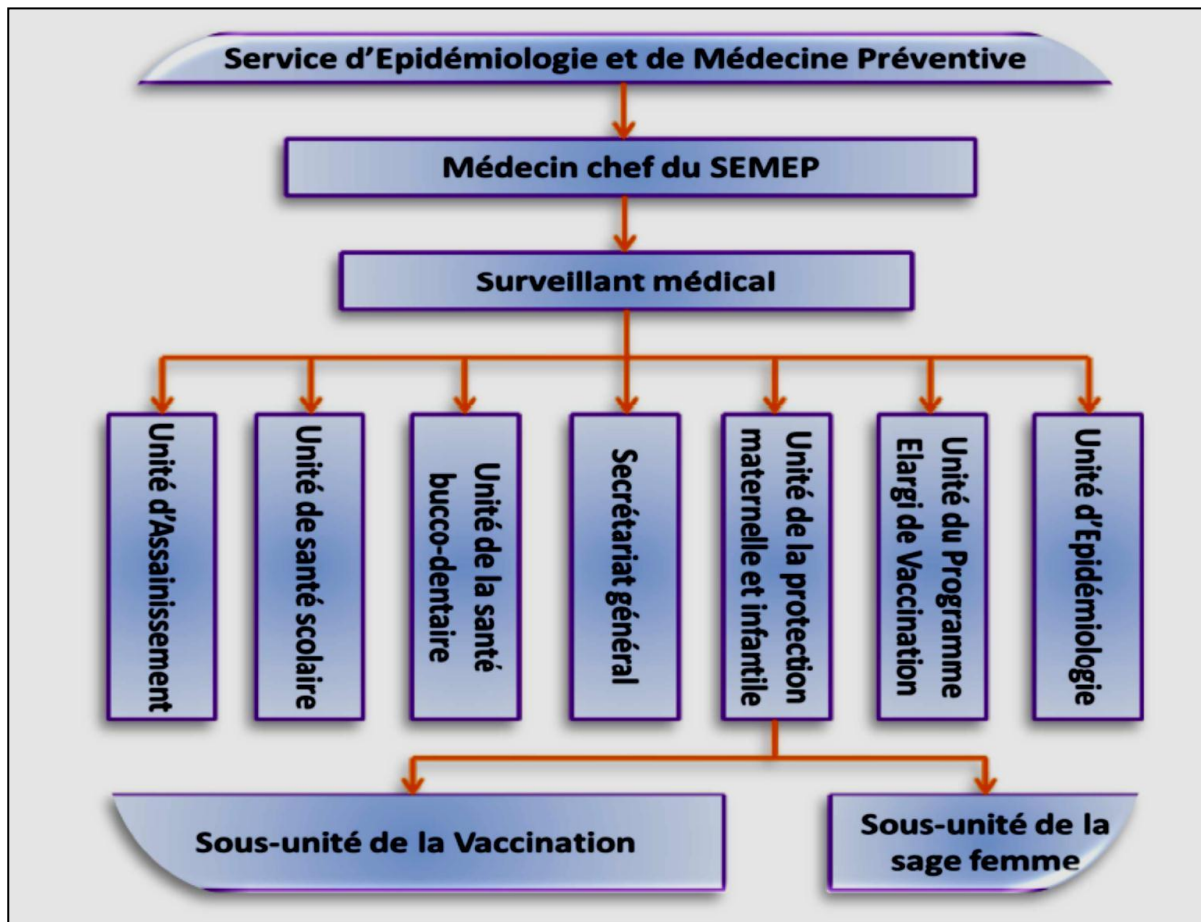 Service d'Epidémiologie et de Médecine Préventive
Médecin chef du SEMEP
Surveillant médical
Unité d'Assainissement
Unité de santé scolaire
Unité de la santé
bucco-dentaire
Secrétariat général
Unité de la protection
maternelle et infantile
Unité du Programme
Elargi de Vaccination
Unité d'Epidémiologie
Sous-unité de la Vaccination
Sous-unité de la
sage femme